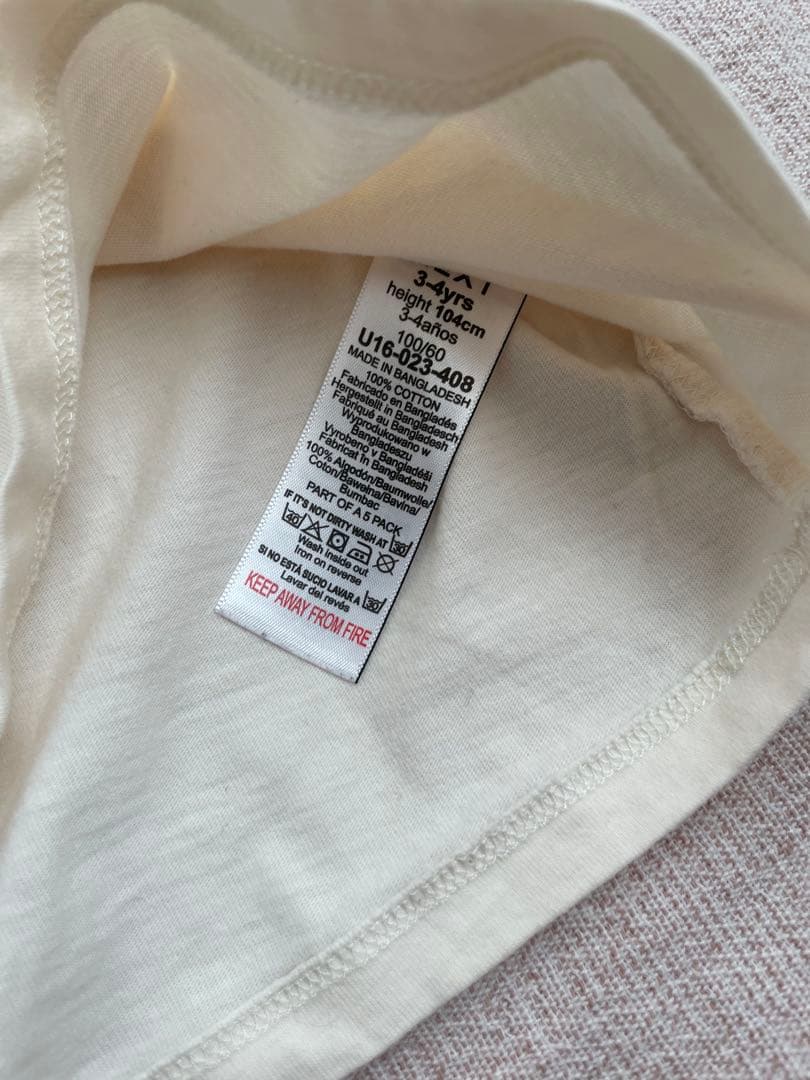 3-4yrs
height 104cm
3-4años
100/60
U16-023-408
MADE IN BANGLADESH
100% COTTON
Fabricado en Bangladés
Hergestellt in Bangladesch
Fabriqué au Bangladesh
Wyprodukowano w
Bangladeszu
Vyrobeno v Bangladéši
Fabricat în Bangladesh
100% Algodón/Baumwolle/
Coton/Bawełna/Bavlna/
Bumbac
PART OF A 5 PACK
IF IT'S NOT DIRTY WASH AT 30
40
Wash inside out
Iron on reverse
SI NO ESTÁ SUCIO LAVAR A 30
Lavar del revés
KEEP AWAY FROM FIRE